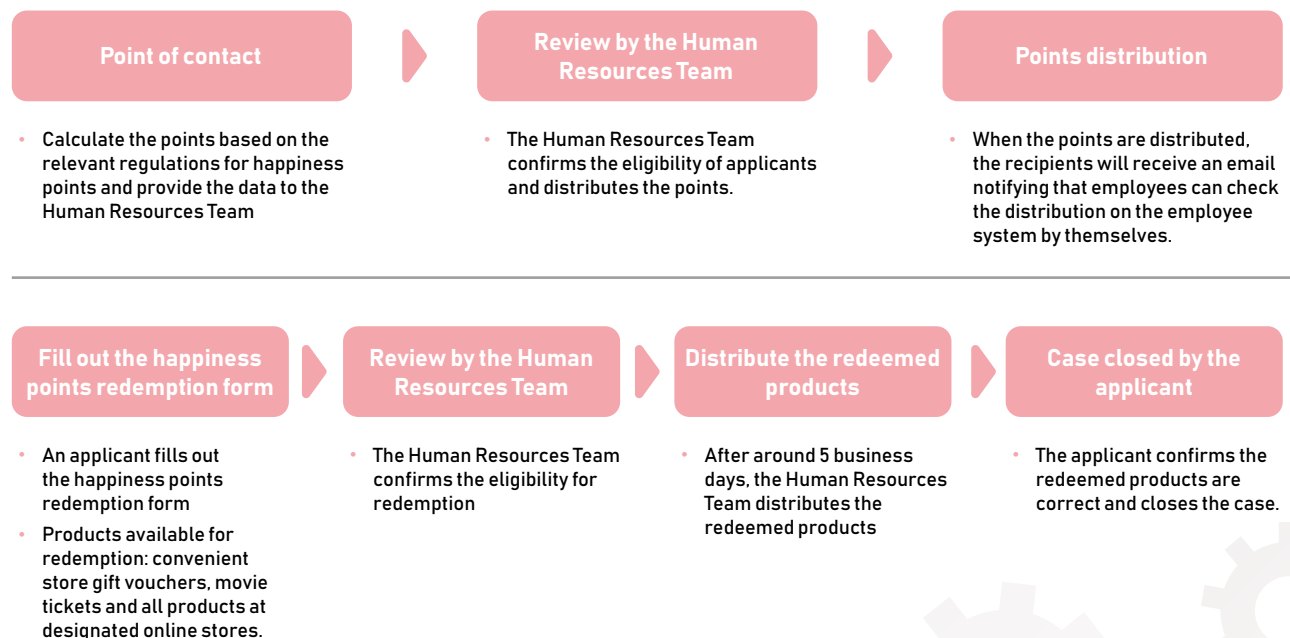 Point of contact
Review by the Human
Resources Team
Points distribution
• Calculate the points based on the
relevant regulations for happiness
points and provide the data to the
Human Resources Team
• The Human Resources Team
confirms the eligibility of applicants
and distributes the points.
• When the points are distributed,
the recipients will receive an email
notifying that employees can check
the distribution on the employee
system by themselves.
Fill out the happiness
points redemption form
Review by the Human
Resources Team
Distribute the redeemed
products
Case closed by the
applicant
• An applicant fills out
the happiness points
redemption form
• Products available for
redemption: convenient
store gift vouchers, movie
tickets and all products at
designated online stores.
• The Human Resources Team
confirms the eligibility for
redemption
• After around 5 business
days, the Human Resources
Team distributes the
redeemed products
• The applicant confirms the
redeemed products are
correct and closes the case.